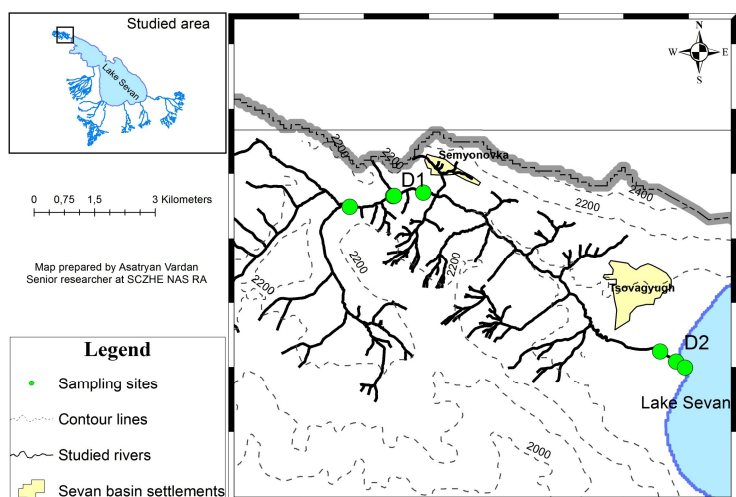 Studied area
Lake Sevan
0 0,75 1,5 3 Kilometers
Map prepared by Asatryan Vardan
Senior researcher at SCZHE NAS RA
Legend
Sampling sites
Contour lines
Studied rivers
Sevan basin settlements
N
W E
S
2200
2200
Semyonovka
D1
2400
2200
2200
2200
2200
Tsovagyugh
D2
Lake Sevan
2000